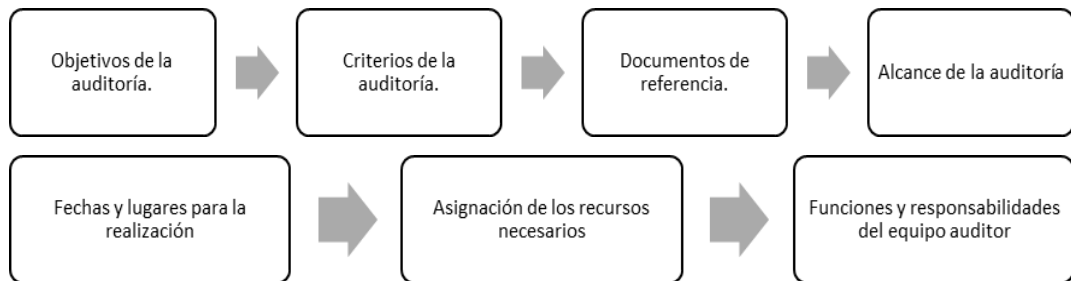 Objetivos de la
auditoría.
Criterios de la
auditoría.
Documentos de
referencia.
Alcance de la auditoría
Fechas y lugares para la
realización
Asignación de los recursos
necesarios
Funciones y responsabilidades
del equipo auditor